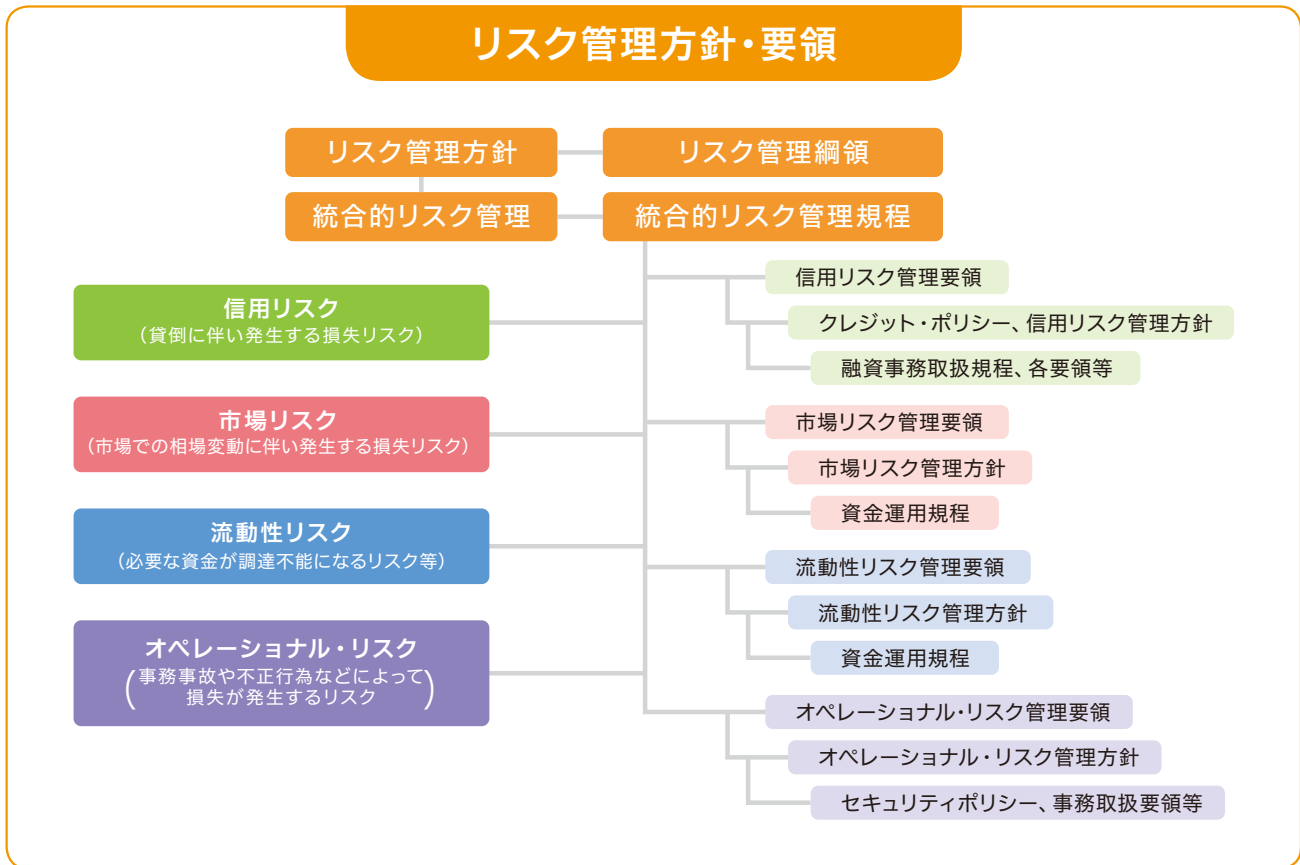 リスク管理方針・要領
リスク管理方針
リスク管理綱領
統合的リスク管理
統合的リスク管理規程
信用リスク
（貸倒に伴い発生する損失リスク）
市場リスク
（市場での相場変動に伴い発生する損失リスク）
流動性リスク
（必要な資金が調達不能になるリスク等）
オペレーショナル・リスク
（事務事故や不正行為などによって
損失が発生するリスク）
信用リスク管理要領
クレジット・ポリシー、信用リスク管理方針
融資事務取扱規程、各要領等
市場リスク管理要領
市場リスク管理方針
資金運用規程
流動性リスク管理要領
流動性リスク管理方針
資金運用規程
オペレーショナル・リスク管理要領
オペレーショナル・リスク管理方針
セキュリティポリシー、事務取扱要領等